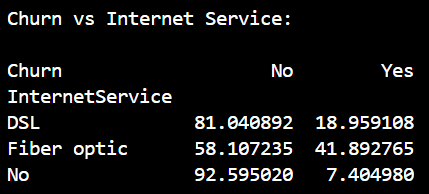 Churn vs Internet Service:
Churn No Yes
InternetService
DSL 81.040892 18.959108
Fiber optic 58.107235 41.892765
No 92.595020 7.404980